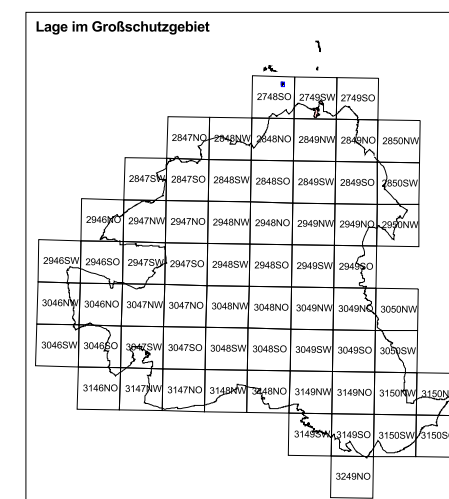 Lage im Großschutzgebiet
2748SO 2749SW 2749SO
2847NO 2848NW 2848NO 2849NW 2849NO 2850NW
2847SW 2847SO 2848SW 2848SO 2849SW 2849SO 2850SW
2946NO 2947NW 2947NO 2948NW 2948NO 2949NW 2949NO 2950NW
2946SW 2946SO 2947SW 2947SO 2948SW 2948SO 2949SW 2949SO
3046NW 3046NO 3047NW 3047NO 3048NW 3048NO 3049NW 3049NO 3050NW
3046SW 3046SO 3047SW 3047SO 3048SW 3048SO 3049SW 3049SO 3050SW
3146NO 3147NW 3147NO 3148NW 3148NO 3149NW 3149NO 3150NW
3149SW 3149SO 3150SW
3249NO